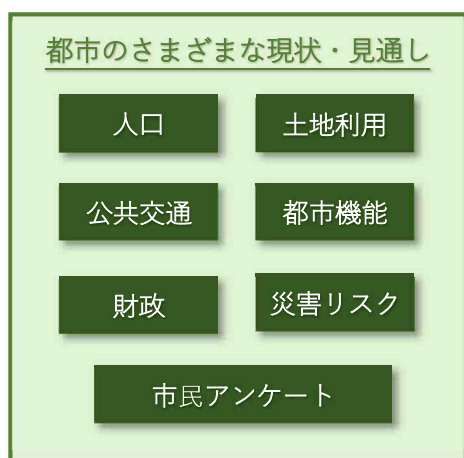 都市のさまざまな現状・見通し
人口
土地利用
公共交通
都市機能
財政
災害リスク
市民アンケート